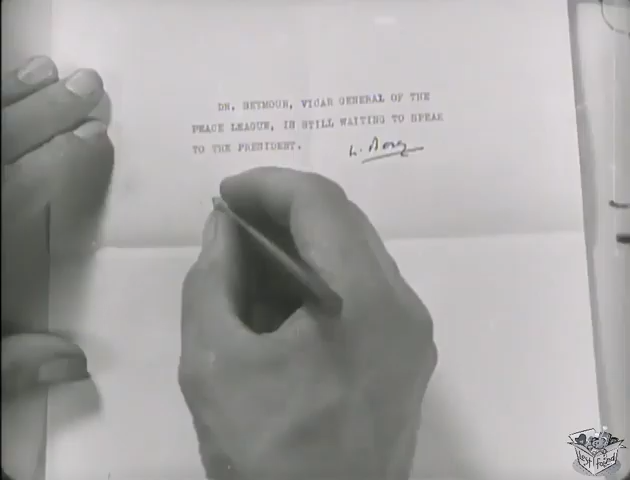 DR. SEYMOUR, VICAR GENERAL OF THE
PEACE LEAGUE, IS STILL WAITING TO SPEAK
TO THE PRESIDENT.